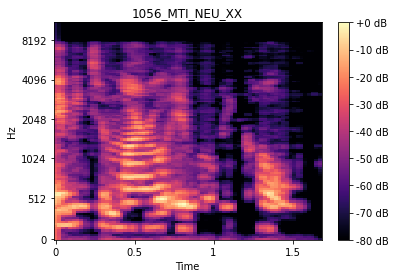 1056_MTI_NEU_XX
+0 dB
8192
-10 dB
4096
-20 dB
-30 dB
2048
Hz
-40 dB
1024
-50 dB
512
-60 dB
-70 dB
0
-80 dB
0
0.5
1
1.5
Time